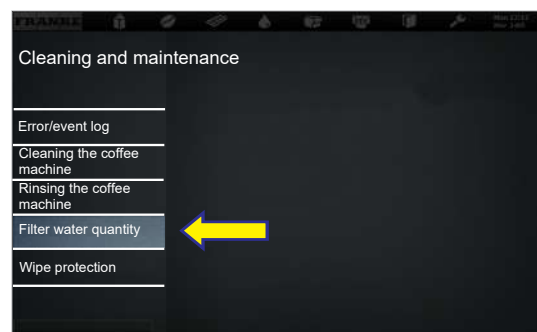 FRANKE
Cleaning and maintenance
Error/event log
Cleaning the coffee
machine
Rinsing the coffee
machine
Filter water quantity
Wipe protection